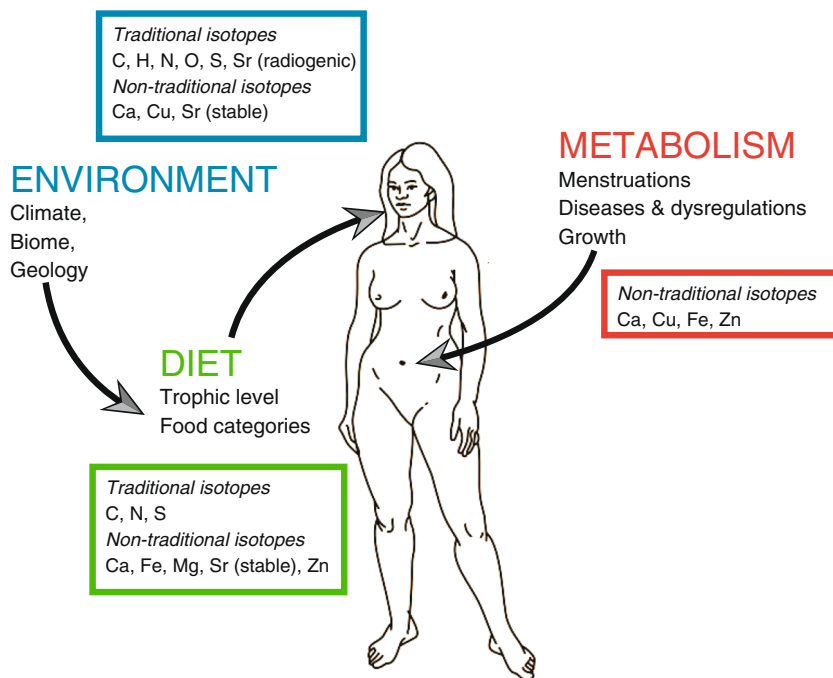 Traditional isotopes
C, H, N, O, S, Sr (radiogenic)
Non-traditional isotopes
Ca, Cu, Sr (stable)
ENVIRONMENT
Climate,
Biome,
Geology
METABOLISM
Menstruations
Diseases & dysregulations
Growth
Non-traditional isotopes
Ca, Cu, Fe, Zn
DIET
Trophic level
Food categories
Traditional isotopes
C, N, S
Non-traditional isotopes
Ca, Fe, Mg, Sr (stable), Zn